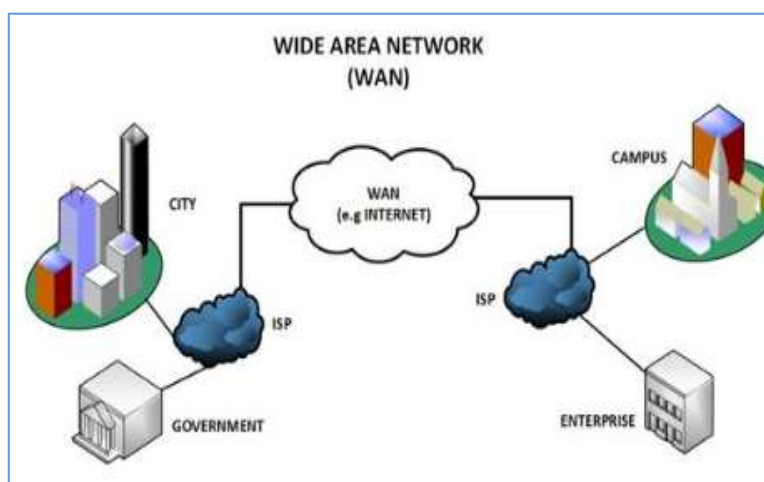 WIDE AREA NETWORK
(WAN)
CITY
CAMPUS
WAN
(e.g INTERNET)
ISP
ISP
GOVERNMENT
ENTERPRISE